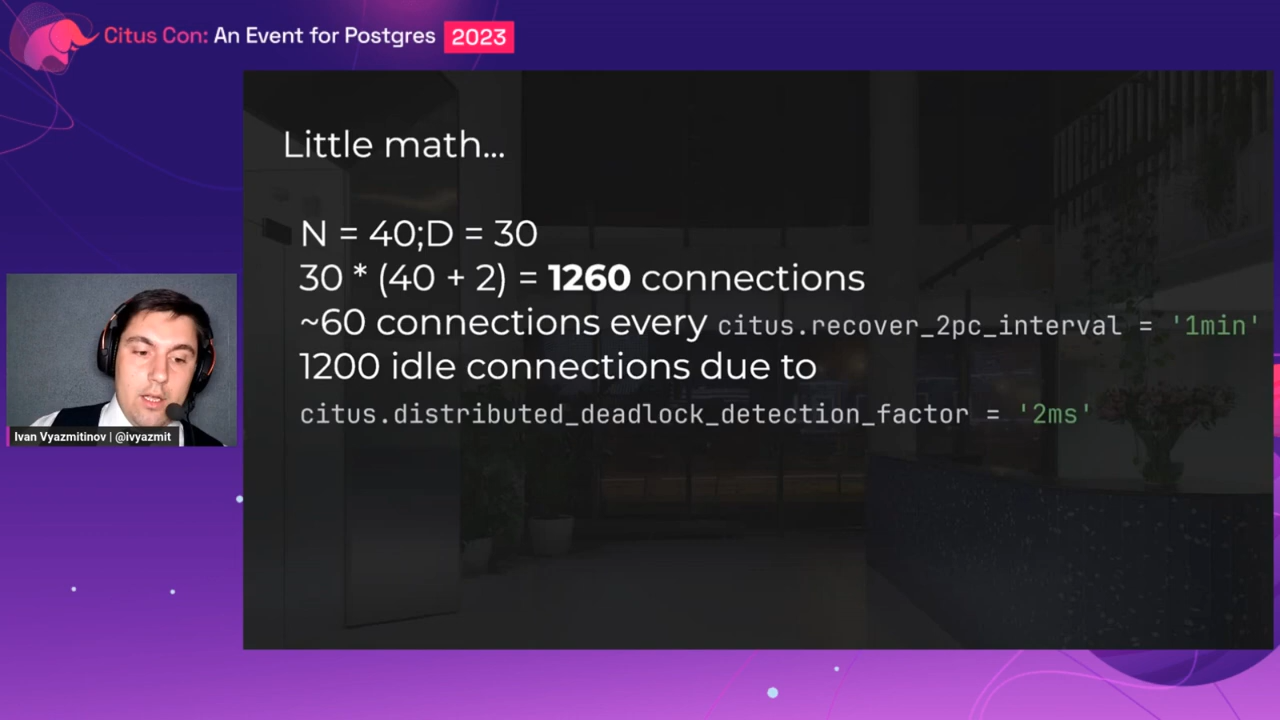 Citus Con: An Event for Postgres 2023
Little math...
N = 40;D = 30
30 * (40 + 2) = 1260 connections
~60 connections every citus.recover_2pc_interval = '1min'
1200 idle connections due to
citus.distributed_deadlock_detection_factor = '2ms'
Ivan Vyazmitinov | @ivyazmit